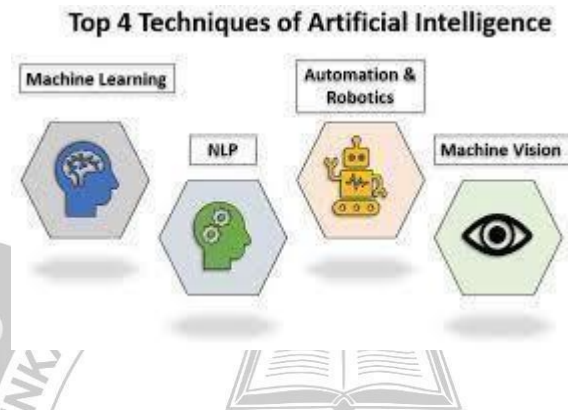 Top 4 Techniques of Artificial Intelligence
Machine Learning
NLP
Automation &
Robotics
Machine Vision